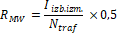 R_MW = I_izb.izm. / N_traf × 0,5